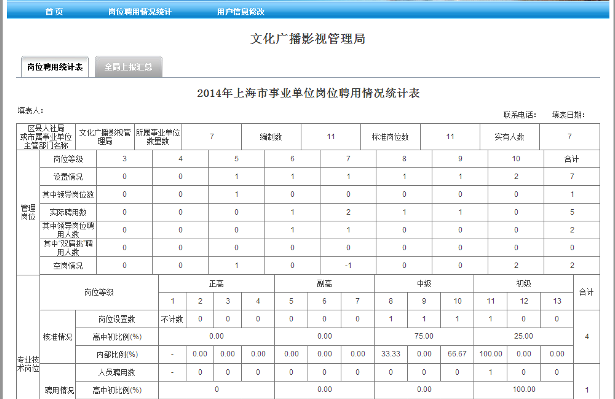 首 页 岗位聘用情况统计 用户信息修改
文化广播影视管理局
岗位聘用统计表 全局上报汇总
2014年上海市事业单位岗位聘用情况统计表
填表人： 联系电话： 填表日期：
区县人社局
或市属事业单位
主管部门名称 文化广播影视管理局 所属事业单位数量数 7 编制数 11 标准岗位数 11 实有人数 7
管理岗位 岗位等级 3 4 5 6 7 8 9 10 合计
设置情况 0 0 1 1 1 1 1 2 7
其中领导岗位数 0 0 1 0 0 0 0 0 1
实际聘用数 0 0 0 1 2 1 1 0 5
其中领导岗位聘用人数 0 0 0 1 1 0 0 0 2
其中"双肩挑"聘用人数 0 0 0 0 0 0 0 0 0
空岗情况 0 0 1 0 -1 0 0 2 2
专业技术岗位 岗位等级 正高 副高 中级 初级 合计
1 2 3 4 5 6 7 8 9 10 11 12 13
核准情况 岗位设置数 不计数 0 0 0 0 0 0 1 1 1 1 0 0 4
高中初比例(%) 0.00 0.00 75.00 25.00
内部比例(%) - 0.00 0.00 0.00 0.00 0.00 0.00 33.33 0.00 66.67 100.00 0.00 0.00
聘用情况 人员聘用数 - 0 0 0 0 0 0 0 0 0 1 0 0 1
高中初比例(%) 0 0.00 0.00 100.00